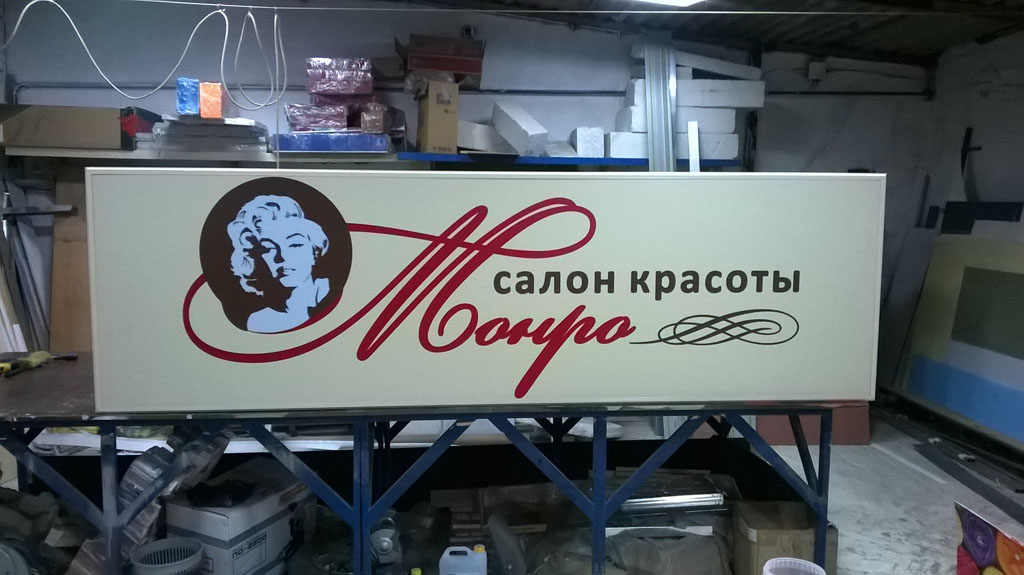 салон красоты
Монро